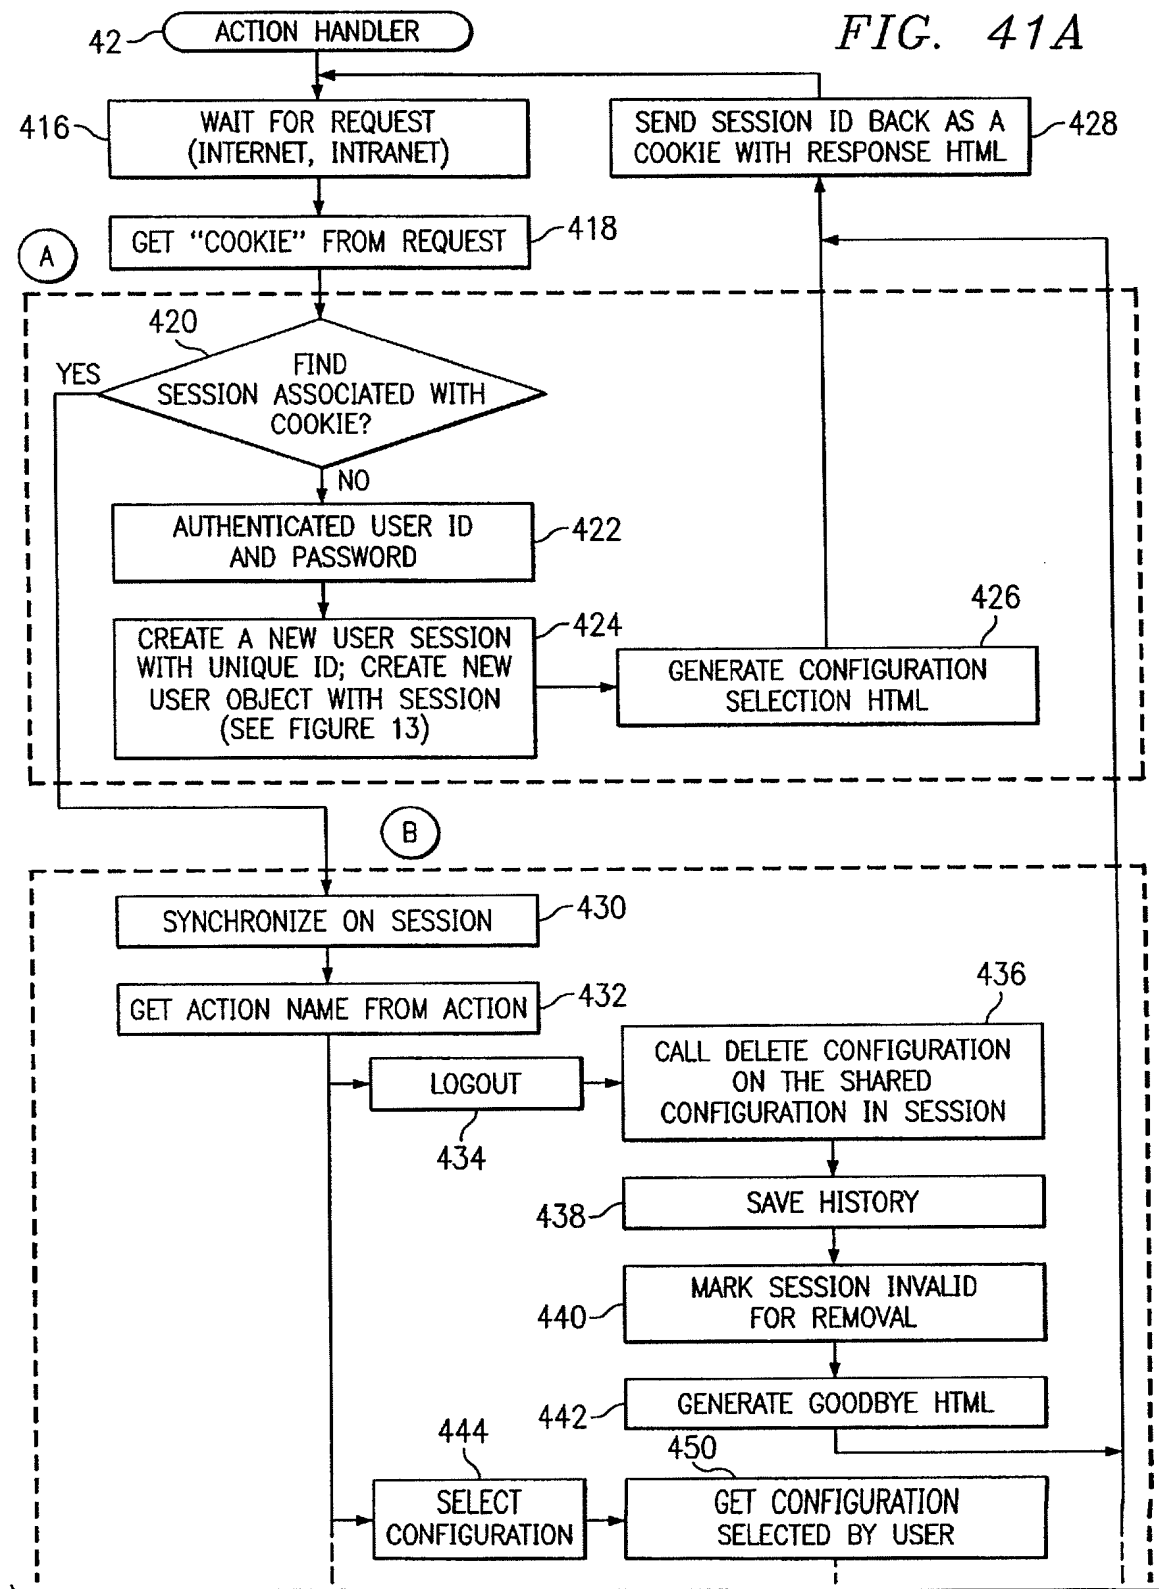 FIG. 41A
42
ACTION HANDLER
416
WAIT FOR REQUEST
(INTERNET, INTRANET)
SEND SESSION ID BACK AS A
COOKIE WITH RESPONSE HTML
428
GET "COOKIE" FROM REQUEST
418
A
420
YES
FIND
SESSION ASSOCIATED WITH
COOKIE?
NO
AUTHENTICATED USER ID
AND PASSWORD
422
CREATE A NEW USER SESSION
WITH UNIQUE ID; CREATE NEW
USER OBJECT WITH SESSION
(SEE FIGURE 13)
424
426
GENERATE CONFIGURATION
SELECTION HTML
B
SYNCHRONIZE ON SESSION
430
GET ACTION NAME FROM ACTION
432
436
LOGOUT
434
CALL DELETE CONFIGURATION
ON THE SHARED
CONFIGURATION IN SESSION
438
SAVE HISTORY
440
MARK SESSION INVALID
FOR REMOVAL
442
GENERATE GOODBYE HTML
444
SELECT
CONFIGURATION
450
GET CONFIGURATION
SELECTED BY USER